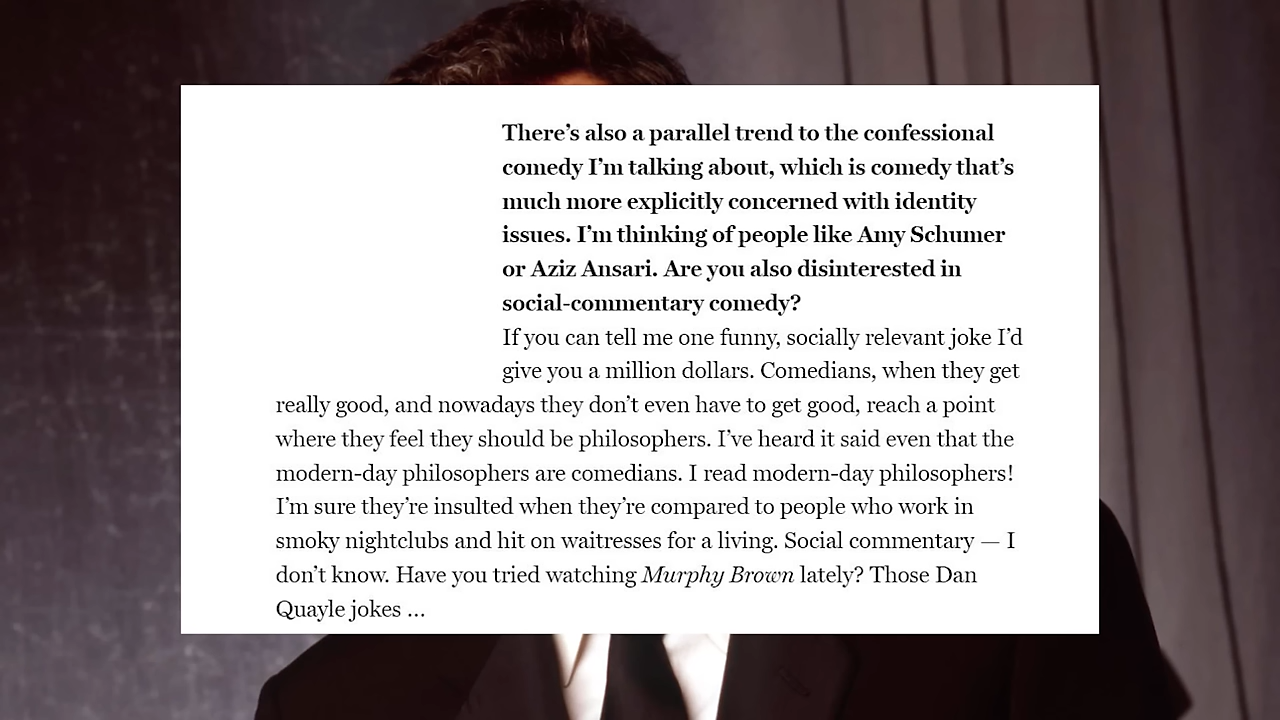 There’s also a parallel trend to the confessional
comedy I’m talking about, which is comedy that’s
much more explicitly concerned with identity
issues. I’m thinking of people like Amy Schumer
or Aziz Ansari. Are you also disinterested in
social-commentary comedy?
If you can tell me one funny, socially relevant joke I’d
give you a million dollars. Comedians, when they get
really good, and nowadays they don’t even have to get good, reach a point
where they feel they should be philosophers. I’ve heard it said even that the
modern-day philosophers are comedians. I read modern-day philosophers!
I’m sure they’re insulted when they’re compared to people who work in
smoky nightclubs and hit on waitresses for a living. Social commentary — I
don’t know. Have you tried watching Murphy Brown lately? Those Dan
Quayle jokes ...